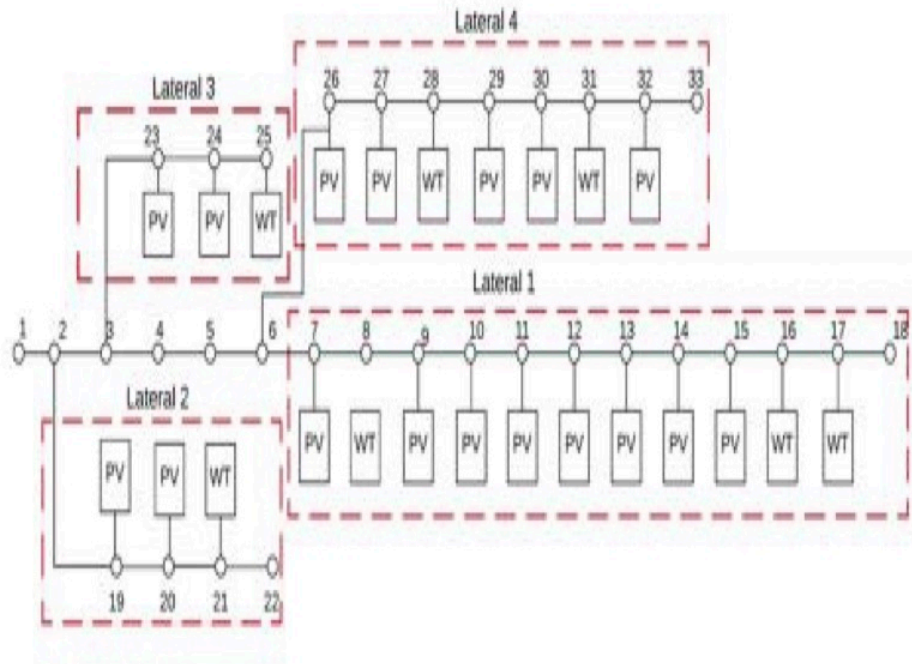 Lateral 4
26 27 28 29 30 31 32 33
PV PV WT PV PV WT PV
Lateral 3
23 24 25
PV PV WT
Lateral 1
1 2 3 4 5 6 7 8 9 10 11 12 13 14 15 16 17 18
PV WT PV PV PV PV PV PV PV WT WT
Lateral 2
PV PV WT
19 20 21 22